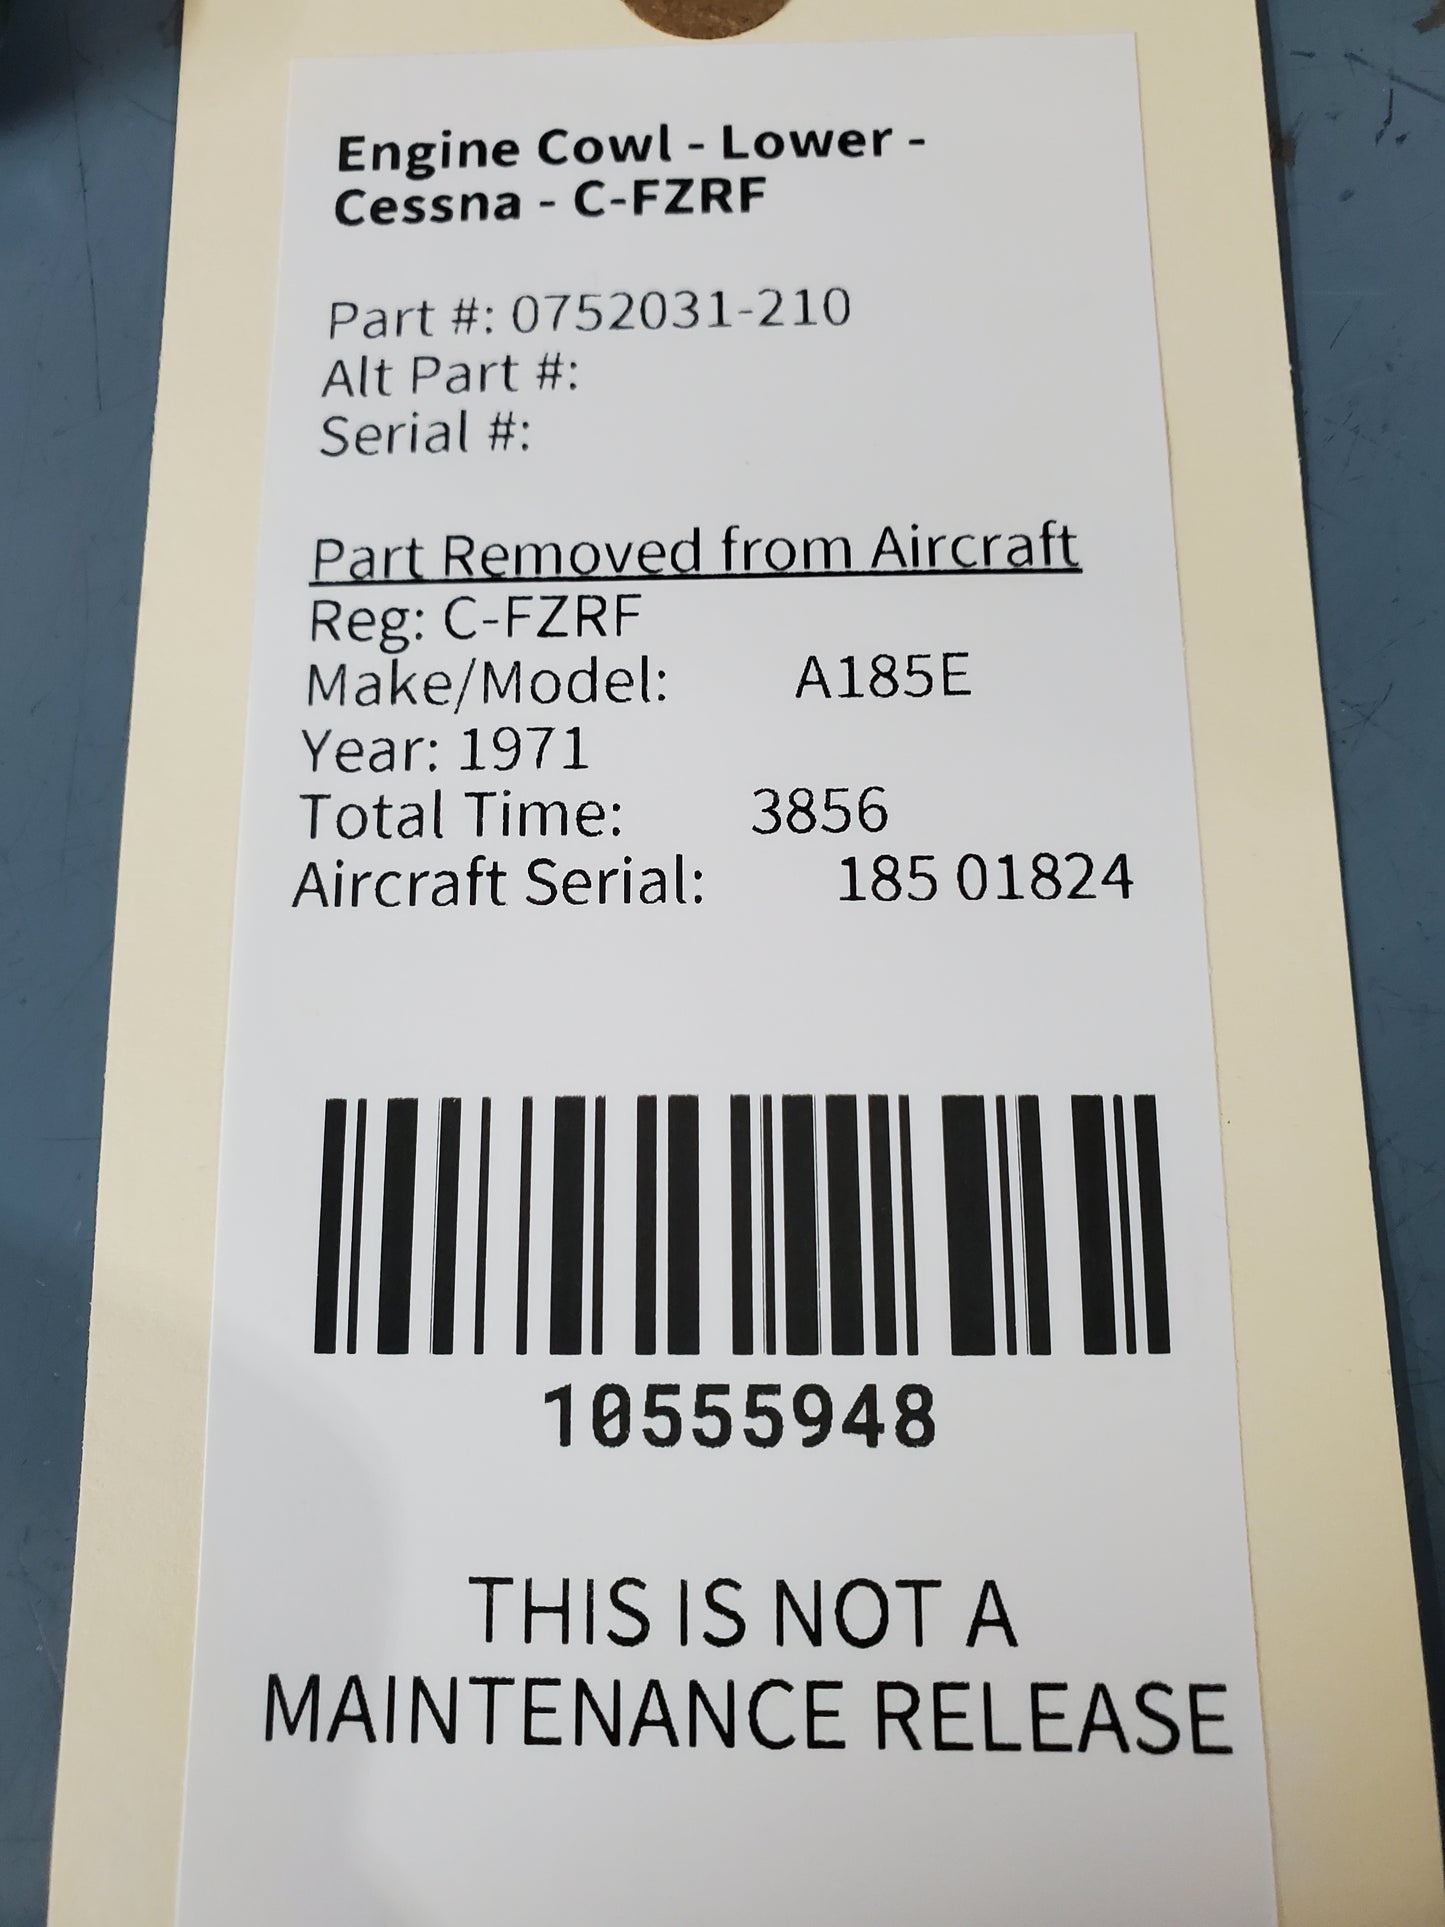 Engine Cowl - Lower -
Cessna - C-FZRF
Part #: 0752031-210
Alt Part #:
Serial #:
Part Removed from Aircraft
Reg: C-FZRF
Make/Model: A185E
Year: 1971
Total Time: 3856
Aircraft Serial: 185 01824
10555948
THIS IS NOT A
MAINTENANCE RELEASE